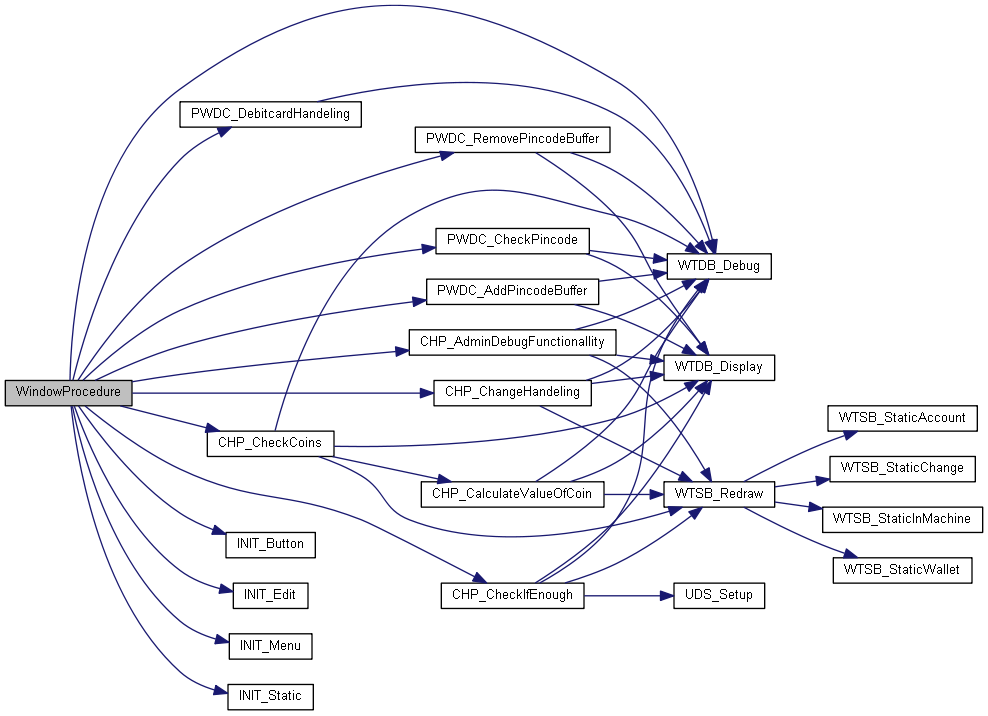 PWDC_DebitcardHandeling
PWDC_RemovePincodeBuffer
PWDC_CheckPincode
WTDB_Debug
PWDC_AddPincodeBuffer
CHP_AdminDebugFunctionallity
WTDB_Display
WindowProcedure
CHP_ChangeHandeling
WTSB_StaticAccount
CHP_CheckCoins
WTSB_StaticChange
CHP_CalculateValueOfCoin
WTSB_Redraw
WTSB_StaticInMachine
INIT_Button
WTSB_StaticWallet
INIT_Edit
CHP_CheckIfEnough
UDS_Setup
INIT_Menu
INIT_Static